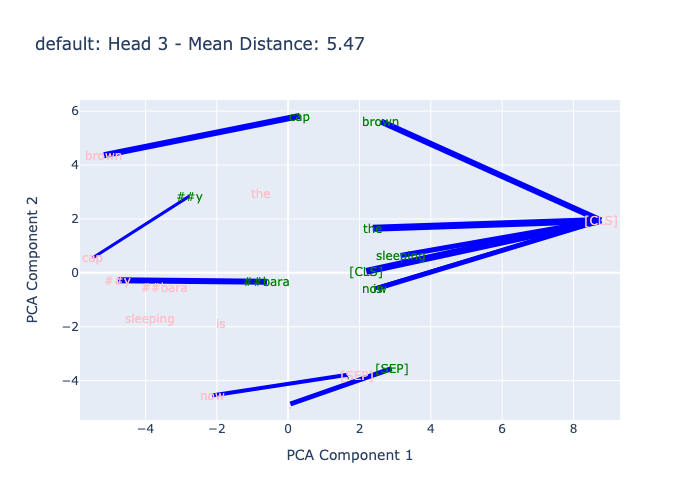 default: Head 3 - Mean Distance: 5.47
6
4
2
0
−2
−4
PCA Component 2
cap
brown
brown
##y
the
the
[CLS]
cap
sleeping
[CLS]
##y
##bara
##bara
now
is
sleeping
is
[SEP]
[SEP]
now
−4
−2
0
2
4
6
8
PCA Component 1